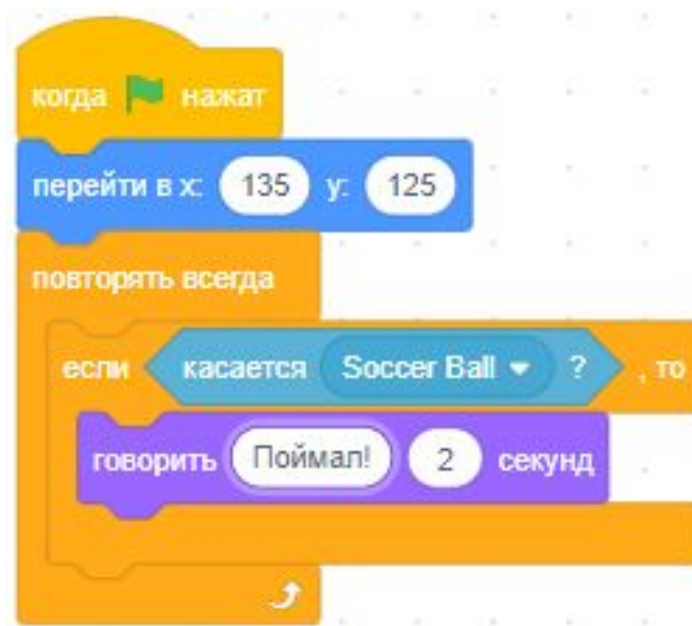 когда нажат
перейти в x: 135 y: 125
повторять всегда
если касается Soccer Ball ? , то
говорить Поймал! 2 секунд